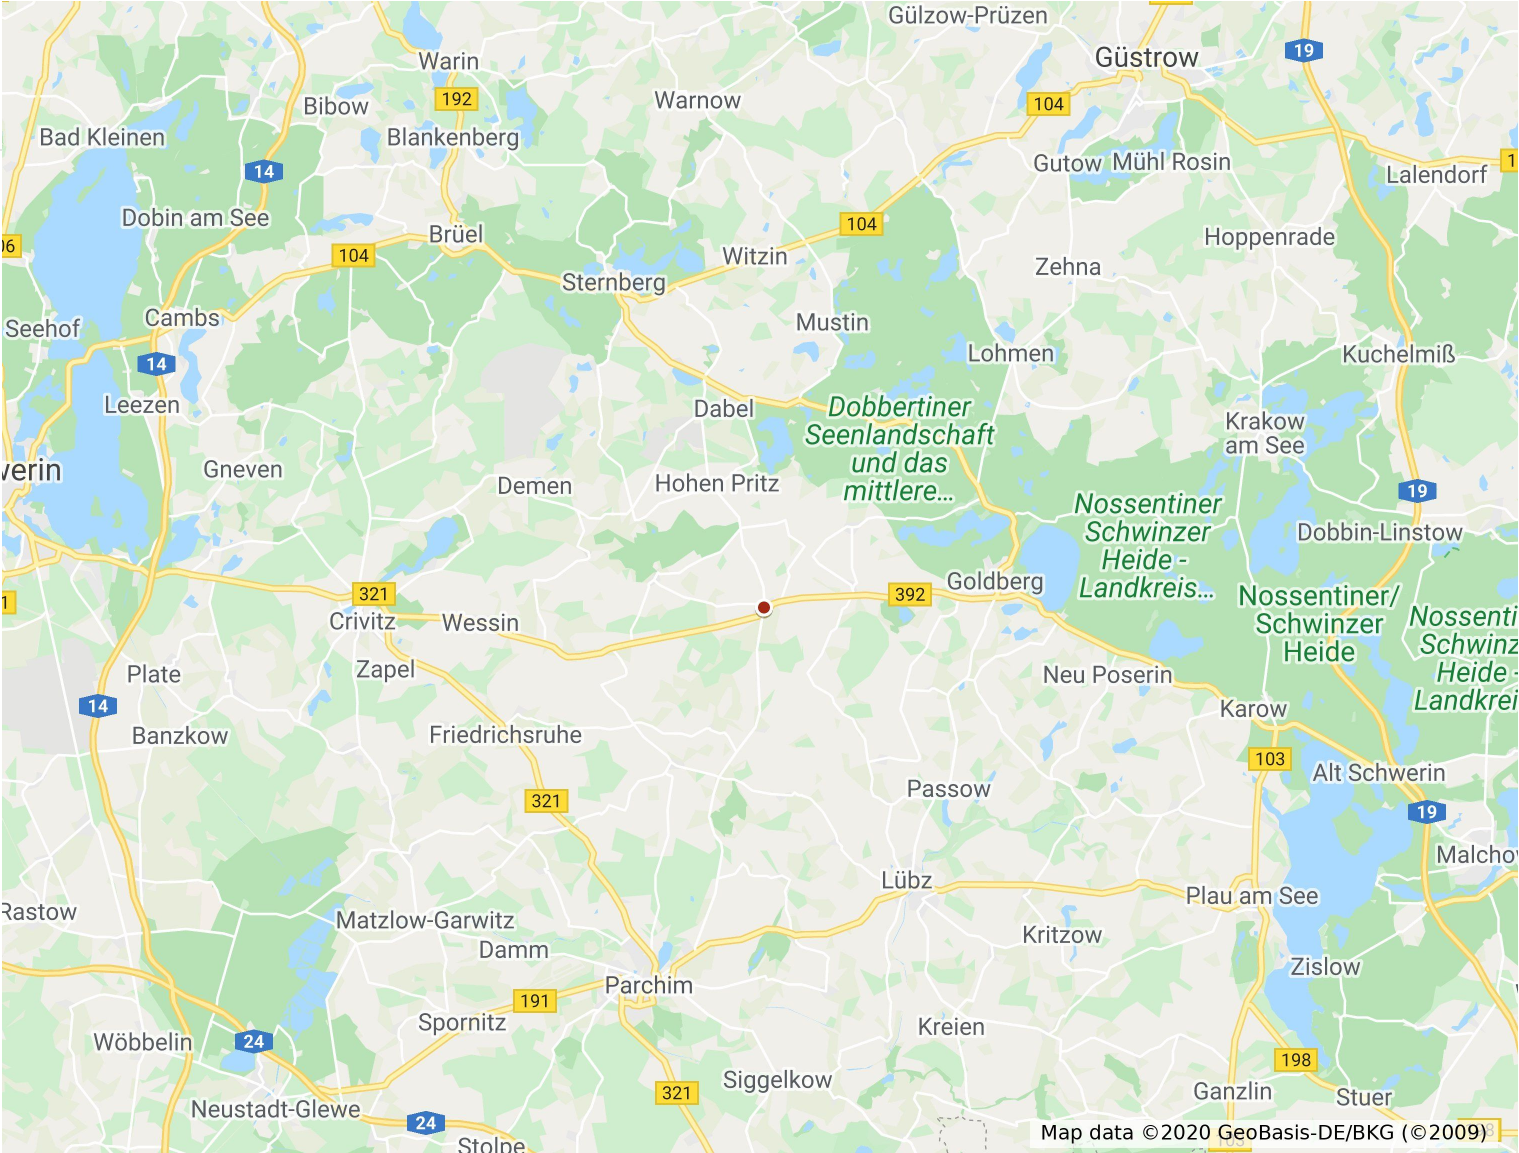 Gülzow-Prüzen
Güstrow
19
Warin
192
Bibow
Warnow
104
Bad Kleinen
Blankenberg
14
Gutow
Mühl Rosin
Lalendorf
Dobin am See
Brüel
104
104
Witzin
Hoppenrade
Zehna
Sternberg
Seehof
Cambs
Mustin
14
Lohmen
Kuchelmiß
Leezen
Dabel
Dobbertiner
Seenlandschaft
und das
mittlere...
Krakow
am See
Gneven
Demen
Hohen Pritz
19
Nossentiner
Schwinzer
Heide -
Landkreis...
Dobbin-Linstow
321
Crivitz
Wessin
392
Goldberg
Nossentiner/
Schwinzer
Heide
Nossenti
Schwinz
Heide -
Landkrei
Zapel
Plate
Neu Poserin
14
Banzkow
Friedrichsruhe
Karow
103
Alt Schwerin
321
Passow
19
Malchow
Lübz
Plau am See
Rastow
Matzlow-Garwitz
Damm
Kritzow
Zislow
Parchim
191
Spornitz
Kreien
Wöbbelin
24
198
Siggelkow
321
Ganzlin
Stuer
Neustadt-Glewe
24
Stolpe
Map data ©2020 GeoBasis-DE/BKG (©2009)